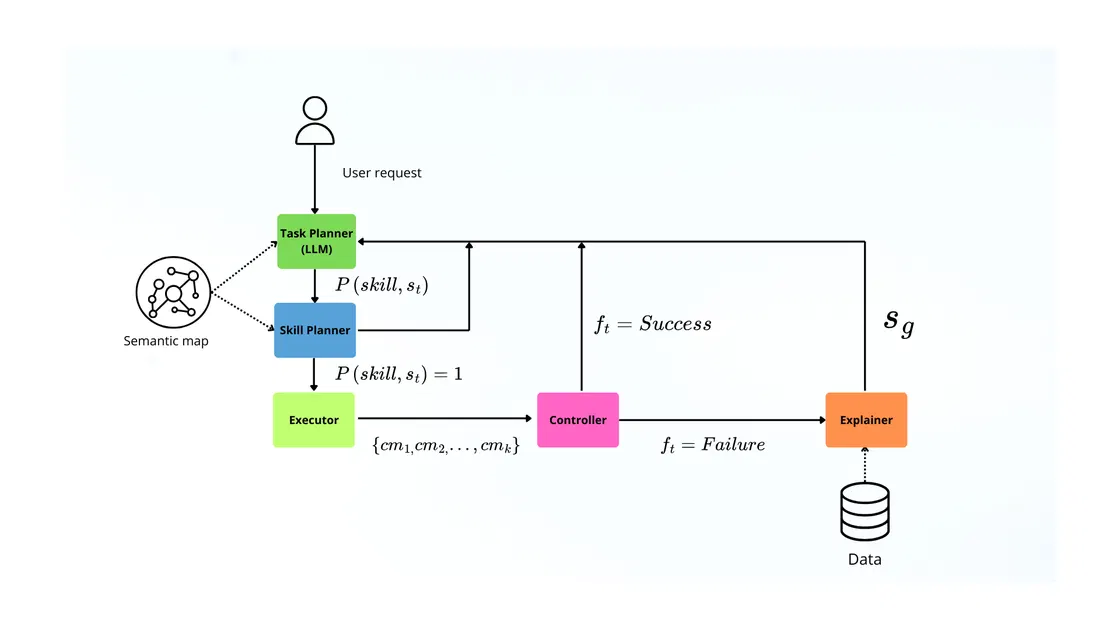 User request
Task Planner
(LLM)
P (skill, s_t)
Semantic map
Skill Planner
f_t = Success
s_g
P (skill, s_t) = 1
Executor
Controller
Explainer
{cm_1, cm_2, ..., cm_k}
f_t = Failure
Data